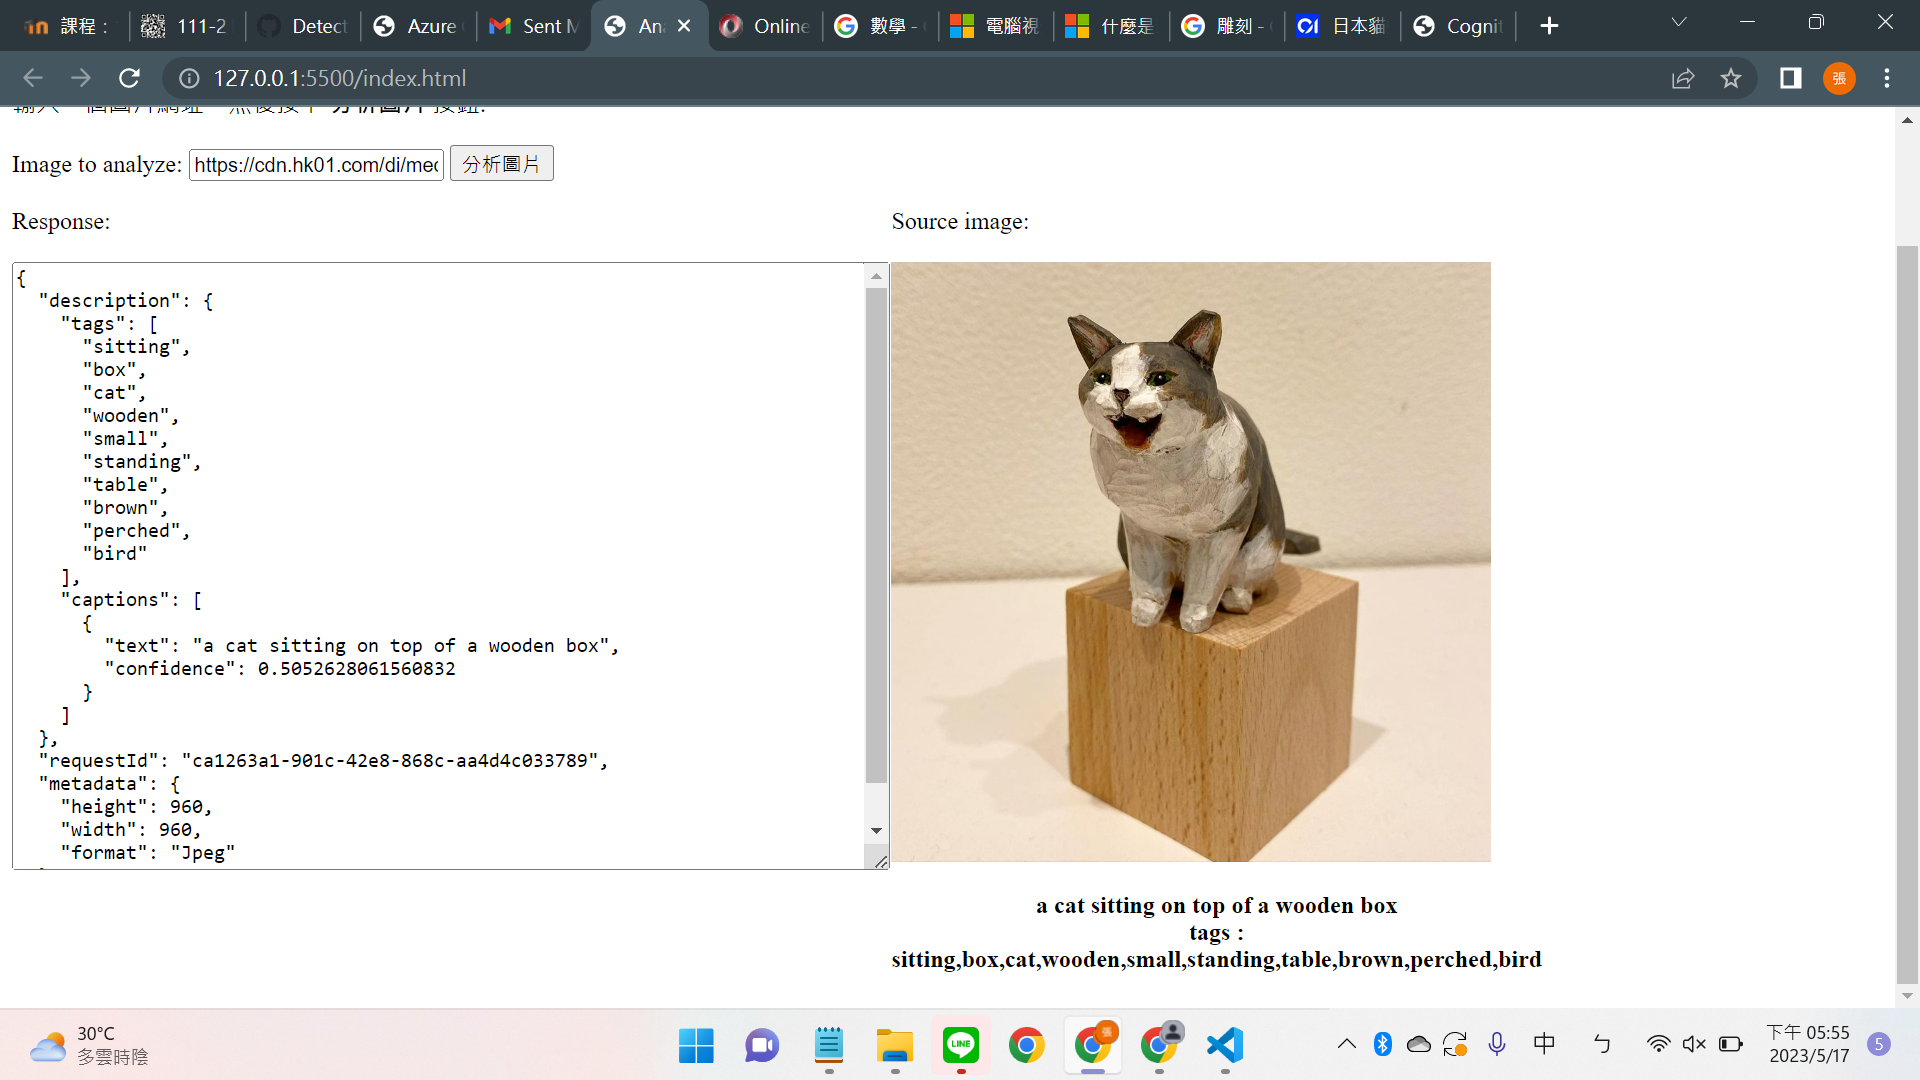 課程：
111-2
Detect
Azure
Sent M
Ana
Online
數學 -
電腦視
什麼是
雕刻 -
日本貓
Cognit
127.0.0.1:5500/index.html
張
Image to analyze: https://cdn.hk01.com/di/med 分析圖片
Response:
Source image:
{
"description": {
"tags": [
"sitting",
"box",
"cat",
"wooden",
"small",
"standing",
"table",
"brown",
"perched",
"bird"
],
"captions": [
{
"text": "a cat sitting on top of a wooden box",
"confidence": 0.5052628061560832
}
]
},
"requestId": "ca1263a1-901c-42e8-868c-aa4d4c033789",
"metadata": {
"height": 960,
"width": 960,
"format": "Jpeg"
a cat sitting on top of a wooden box
tags :
sitting,box,cat,wooden,small,standing,table,brown,perched,bird
30°C
多雲時陰
LINE
張
中
ㄅ
下午 05:55
2023/5/17
5